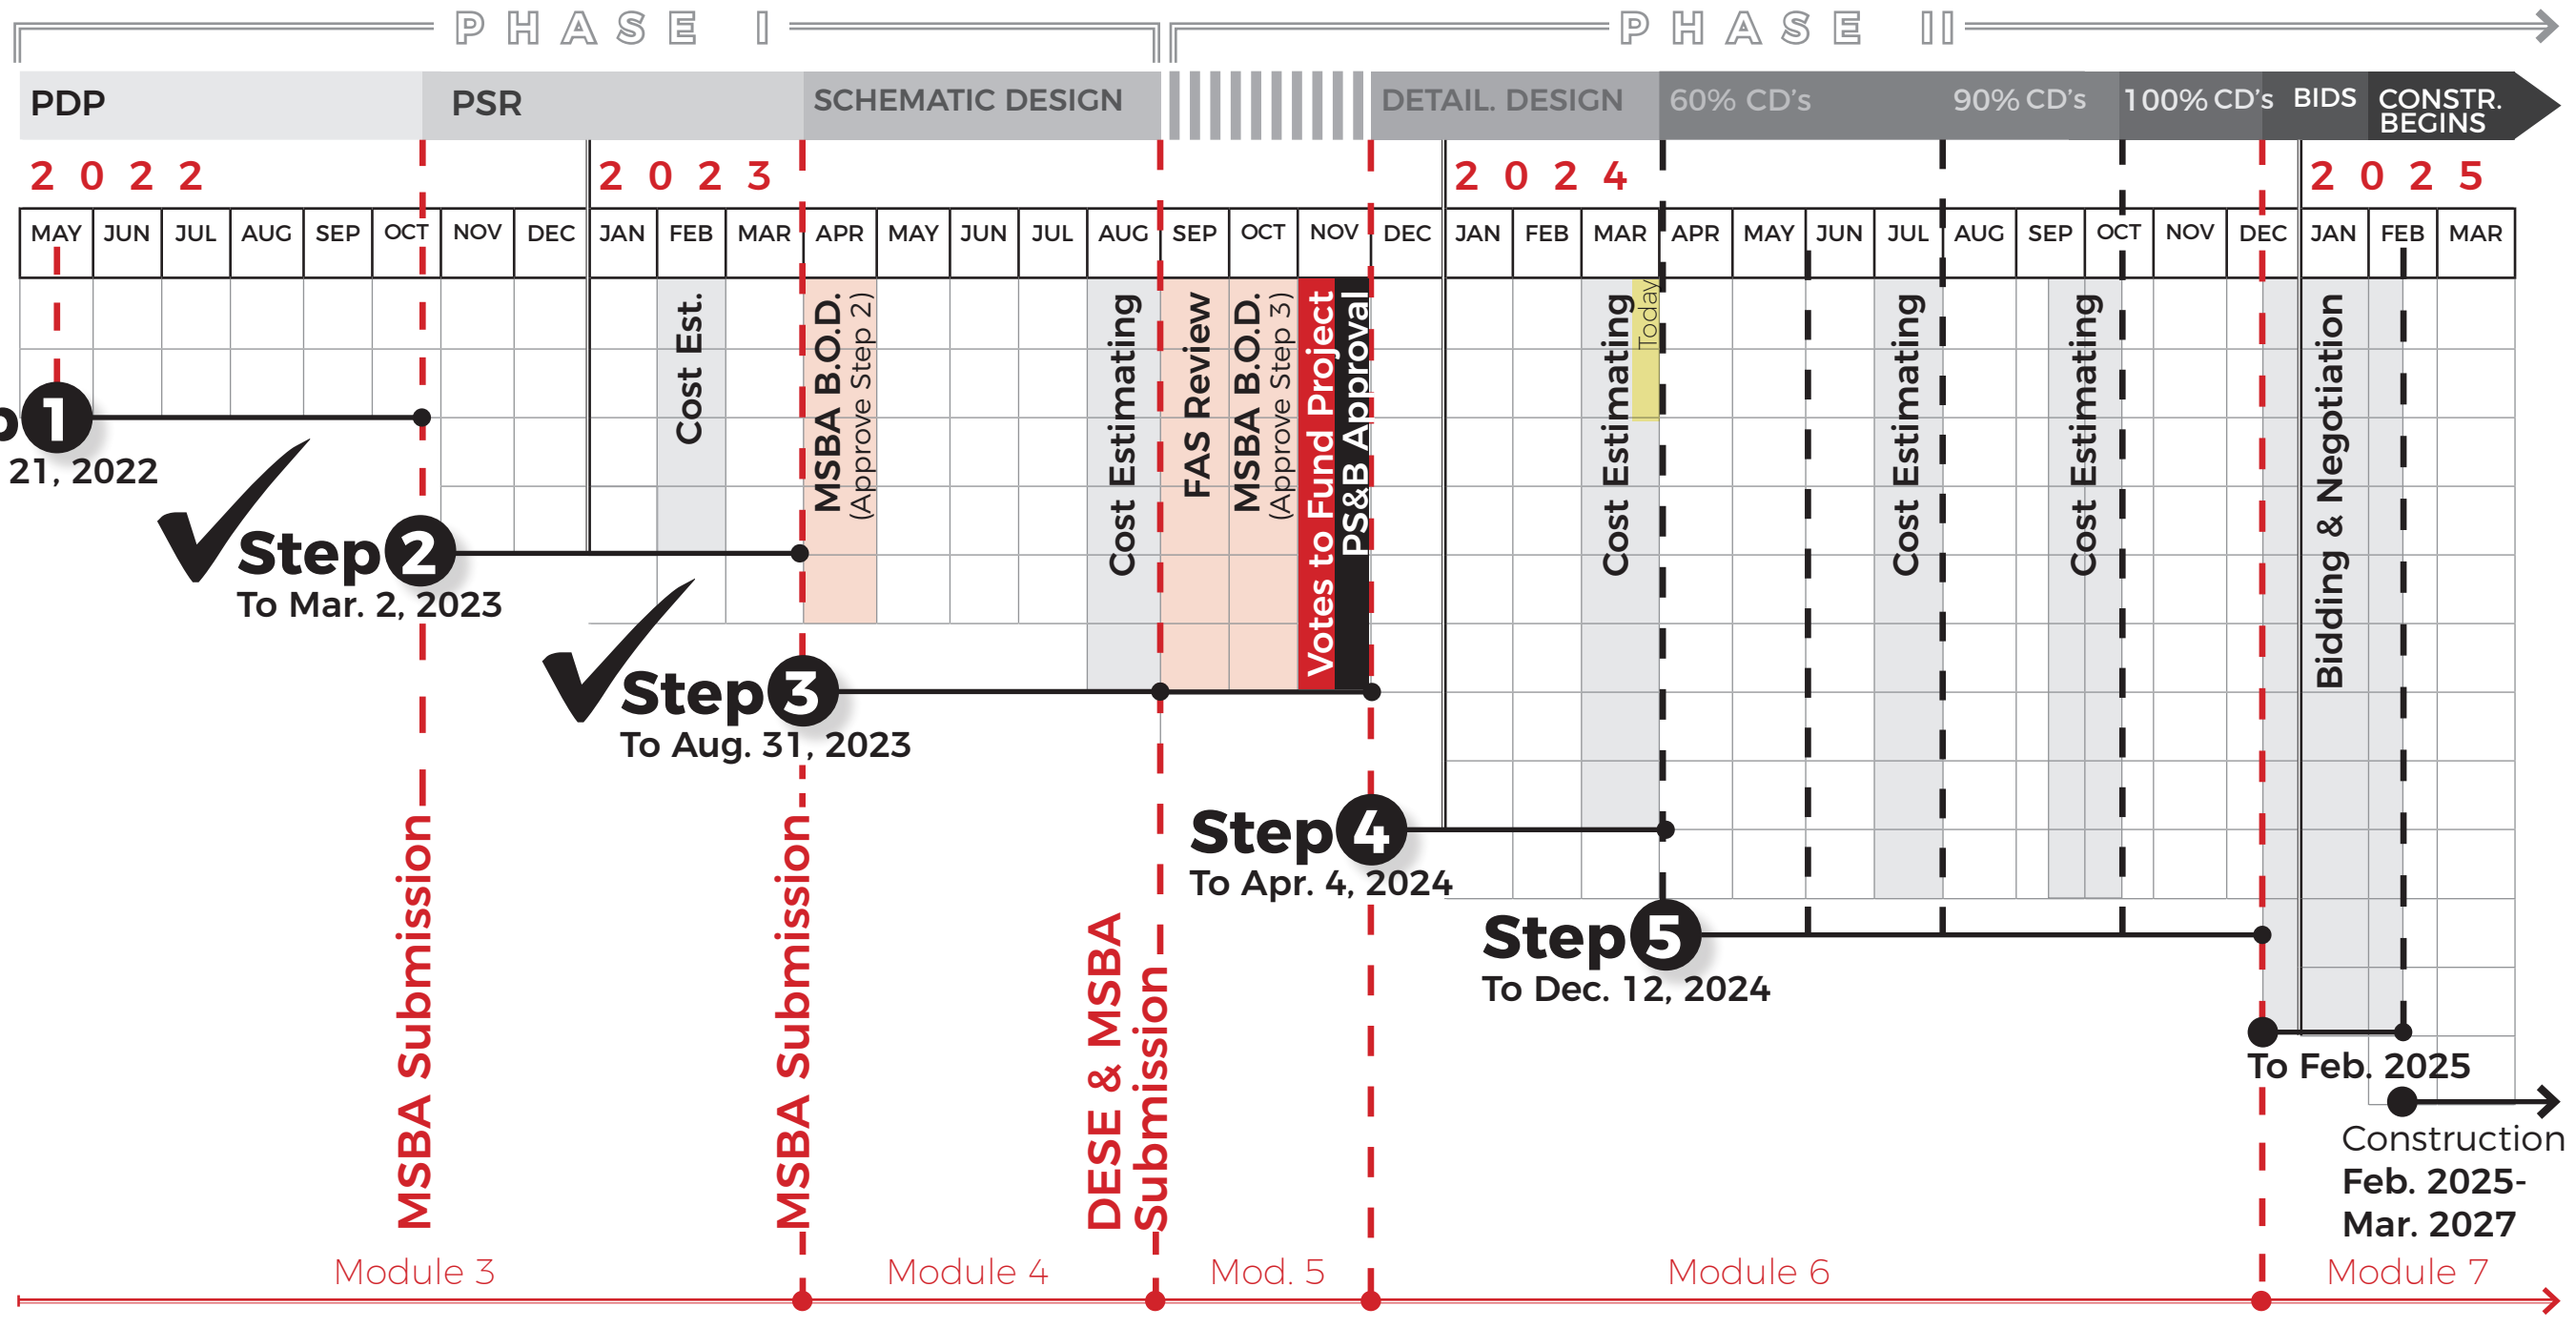 PHASE I
PHASE II
PDP
PSR
SCHEMATIC DESIGN
DETAIL. DESIGN
60% CD's
90% CD's
100% CD's
BIDS
CONSTR.
BEGINS
2022
2023
2024
2025
MAY JUN JUL AUG SEP OCT NOV DEC JAN FEB MAR APR MAY JUN JUL AUG SEP OCT NOV DEC JAN FEB MAR APR MAY JUN JUL AUG SEP OCT NOV DEC JAN FEB MAR
Cost Est.
MSBA B.O.D.
(Approve Step 2)
Cost Estimating
FAS Review
MSBA B.O.D.
(Approve Step 3)
Votes to Fund Project
PS&B Approval
Cost Estimating
Today
Cost Estimating
Cost Estimating
Bidding & Negotiation
p 1
21, 2022
Step 2
To Mar. 2, 2023
Step 3
To Aug. 31, 2023
Step 4
To Apr. 4, 2024
Step 5
To Dec. 12, 2024
To Feb. 2025
Construction
Feb. 2025-
Mar. 2027
MSBA Submission
MSBA Submission
DESE & MSBA
Submission
Module 3
Module 4
Mod. 5
Module 6
Module 7